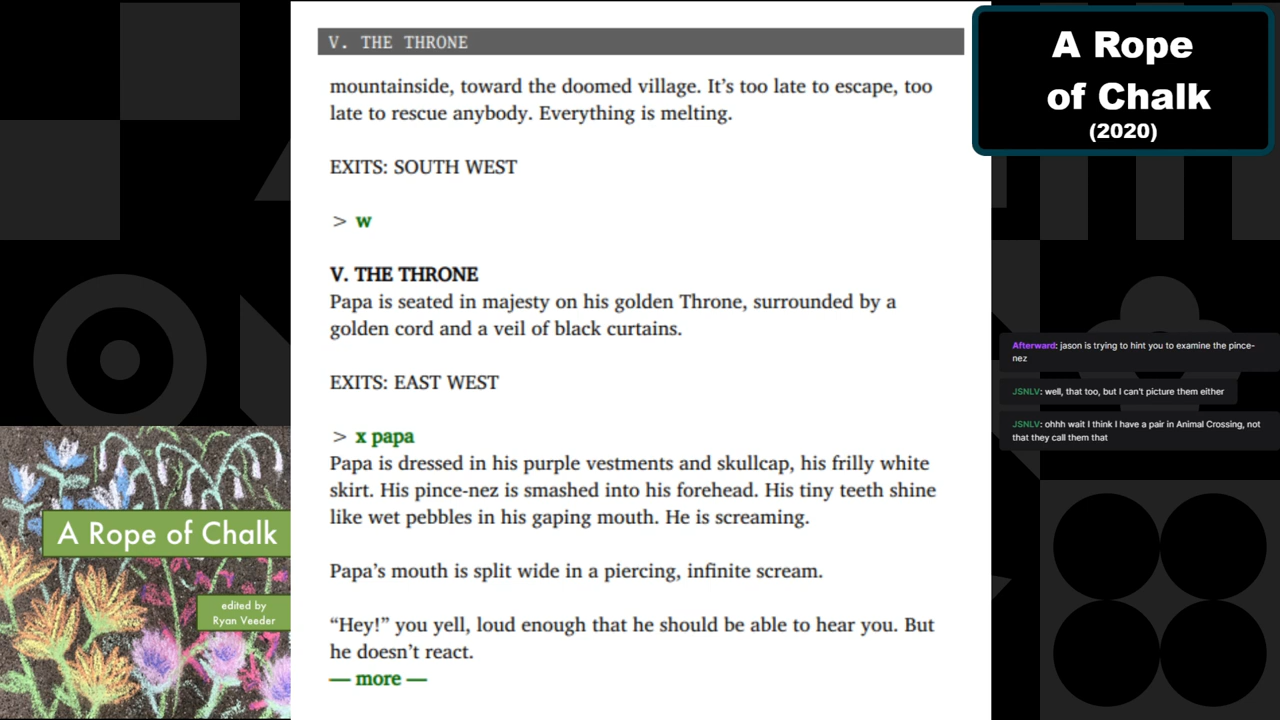 V. THE THRONE
mountainside, toward the doomed village. It’s too late to escape, too
late to rescue anybody. Everything is melting.
EXITS: SOUTH WEST
> w
V. THE THRONE
Papa is seated in majesty on his golden Throne, surrounded by a
golden cord and a veil of black curtains.
EXITS: EAST WEST
> x papa
Papa is dressed in his purple vestments and skullcap, his frilly white
skirt. His pince-nez is smashed into his forehead. His tiny teeth shine
like wet pebbles in his gaping mouth. He is screaming.
Papa’s mouth is split wide in a piercing, infinite scream.
“Hey!” you yell, loud enough that he should be able to hear you. But
he doesn’t react.
— more —
A Rope
of Chalk
(2020)
Afterward: jason is trying to hint you to examine the pince-
nez
JSNLV: well, that too, but I can't picture them either
JSNLV: ohhh wait I think I have a pair in Animal Crossing, not
that they call them that
A Rope of Chalk
edited by
Ryan Veeder